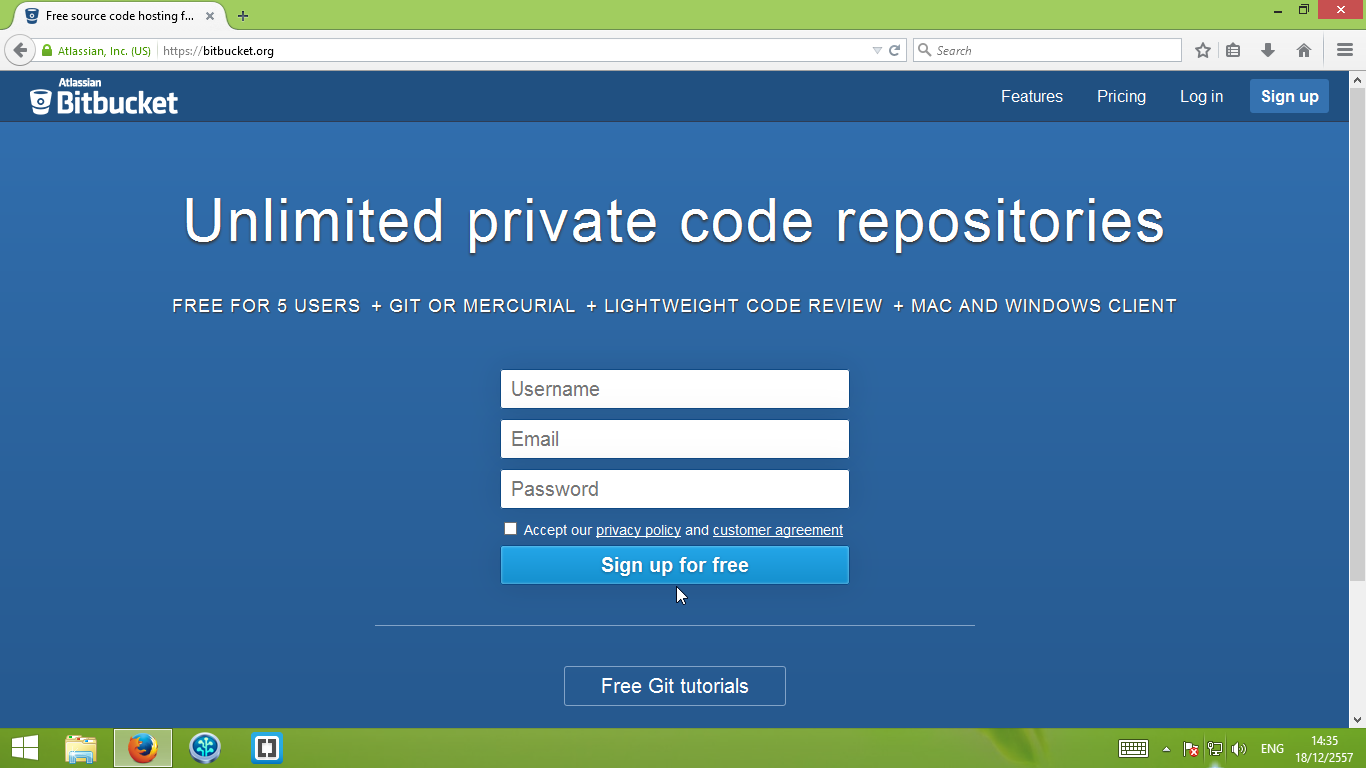 Free source code hosting f...
Atlassian, Inc. (US) https://bitbucket.org
Search
Atlassian
Bitbucket
Features Pricing Log in Sign up
Unlimited private code repositories
FREE FOR 5 USERS + GIT OR MERCURIAL + LIGHTWEIGHT CODE REVIEW + MAC AND WINDOWS CLIENT
Username
Email
Password
Accept our privacy policy and customer agreement
Sign up for free
Free Git tutorials
ENG
14:35
18/12/2557